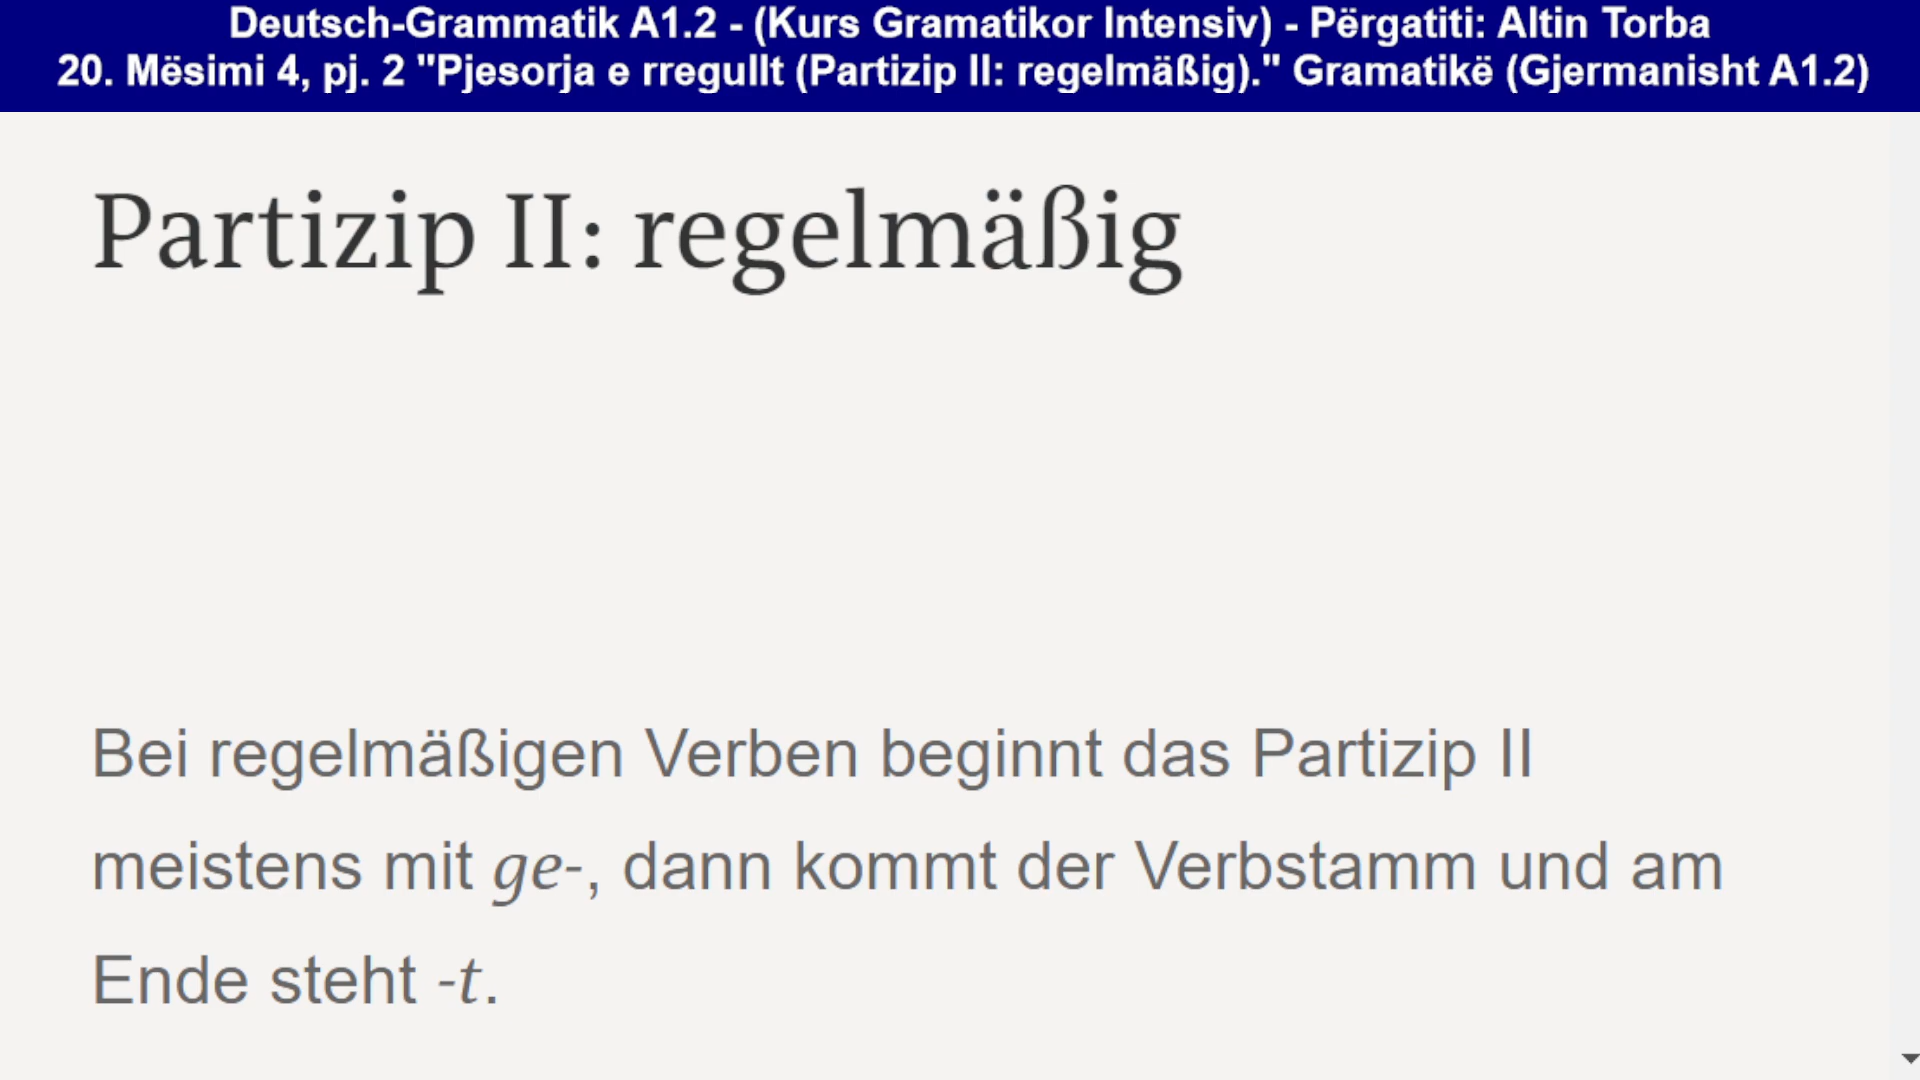 Deutsch-Grammatik A1.2 - (Kurs Gramatikor Intensiv) - Përgatiti: Altin Torba
20. Mësimi 4, pj. 2 "Pjesorja e rregullt (Partizip II: regelmäßig)." Gramatikë (Gjermanisht A1.2)
Partizip II: regelmäßig
Bei regelmäßigen Verben beginnt das Partizip II
meistens mit ge-, dann kommt der Verbstamm und am
Ende steht -t.